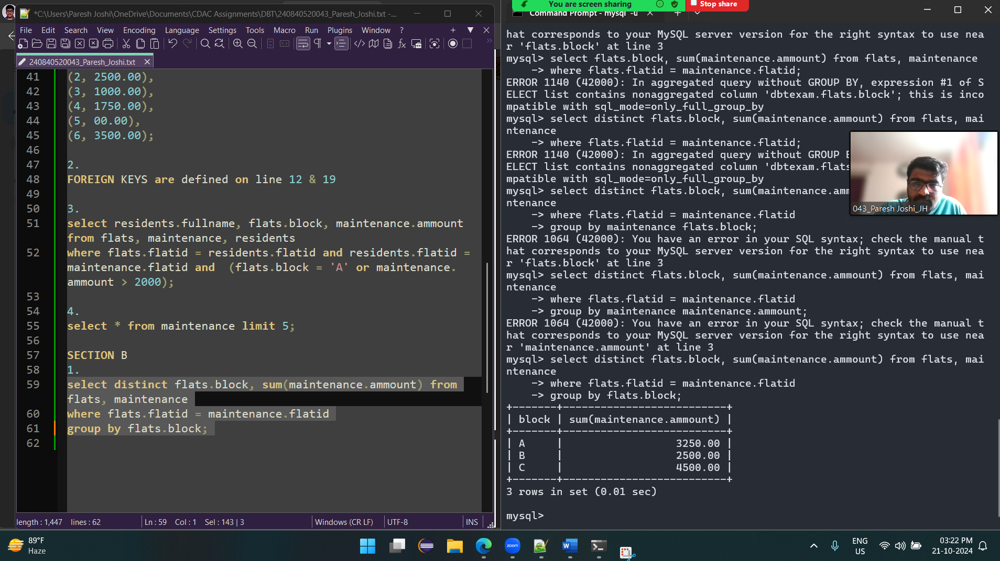 *C:\Users\Paresh Joshi\OneDrive\Documents\CDAC Assignments\DBT\240840520043_Paresh_Joshi.txt -...
File Edit Search View Encoding Language Settings Tools Macro Run Plugins Window ?
240840520043_Paresh_Joshi.txt
41 (2, 2500.00),
42 (3, 1000.00),
43 (4, 1750.00),
44 (5, 00.00),
45 (6, 3500.00);
46
47 2.
48 FOREIGN KEYS are defined on line 12 & 19
49
50 3.
51 select residents.fullname, flats.block, maintenance.ammount
from flats, maintenance, residents
52 where flats.flatid = residents.flatid and residents.flatid =
maintenance.flatid and (flats.block = 'A' or maintenance.
ammount > 2000);
53
54 4.
55 select * from maintenance limit 5;
56
57 SECTION B
58 1.
59 select distinct flats.block, sum(maintenance.ammount) from
flats, maintenance
60 where flats.flatid = maintenance.flatid
61 group by flats.block;
62
length : 1,447 lines : 62 Ln : 59 Col : 1 Sel : 143 | 3 Windows (CR LF) UTF-8 INS
You are screen sharing Stop share
Command Prompt - mysql -u
hat corresponds to your MySQL server version for the right syntax to use nea
r 'flats.block' at line 3
mysql> select flats.block, sum(maintenance.ammount) from flats, maintenance
-> where flats.flatid = maintenance.flatid;
ERROR 1140 (42000): In aggregated query without GROUP BY, expression #1 of S
ELECT list contains nonaggregated column 'dbtexam.flats.block'; this is inco
mpatible with sql_mode=only_full_group_by
mysql> select distinct flats.block, sum(maintenance.ammount) from flats, mai
ntenance
-> where flats.flatid = maintenance.flatid;
ERROR 1140 (42000): In aggregated query without GROUP
ELECT list contains nonaggregated column 'dbtexam.flats
mpatible with sql_mode=only_full_group_by
mysql> select distinct flats.block, sum(maintenance.amm
ntenance
-> where flats.flatid = maintenance.flatid
-> group by maintenance flats.block;
ERROR 1064 (42000): You have an error in your SQL syntax; check the manual t
hat corresponds to your MySQL server version for the right syntax to use nea
r 'flats.block' at line 3
mysql> select distinct flats.block, sum(maintenance.ammount) from flats, mai
ntenance
-> where flats.flatid = maintenance.flatid
-> group by maintenance maintenance.ammount;
ERROR 1064 (42000): You have an error in your SQL syntax; check the manual t
hat corresponds to your MySQL server version for the right syntax to use nea
r 'maintenance.ammount' at line 3
mysql> select distinct flats.block, sum(maintenance.ammount) from flats, mai
ntenance
-> where flats.flatid = maintenance.flatid
-> group by flats.block;
+-------+--------------------------+
| block | sum(maintenance.ammount) |
+-------+--------------------------+
| A | 3250.00 |
| B | 2500.00 |
| C | 4500.00 |
+-------+--------------------------+
3 rows in set (0.01 sec)
mysql>
043_Paresh Joshi_JH
89°F
Haze
zoom
ENG
US
03:22 PM
21-10-2024